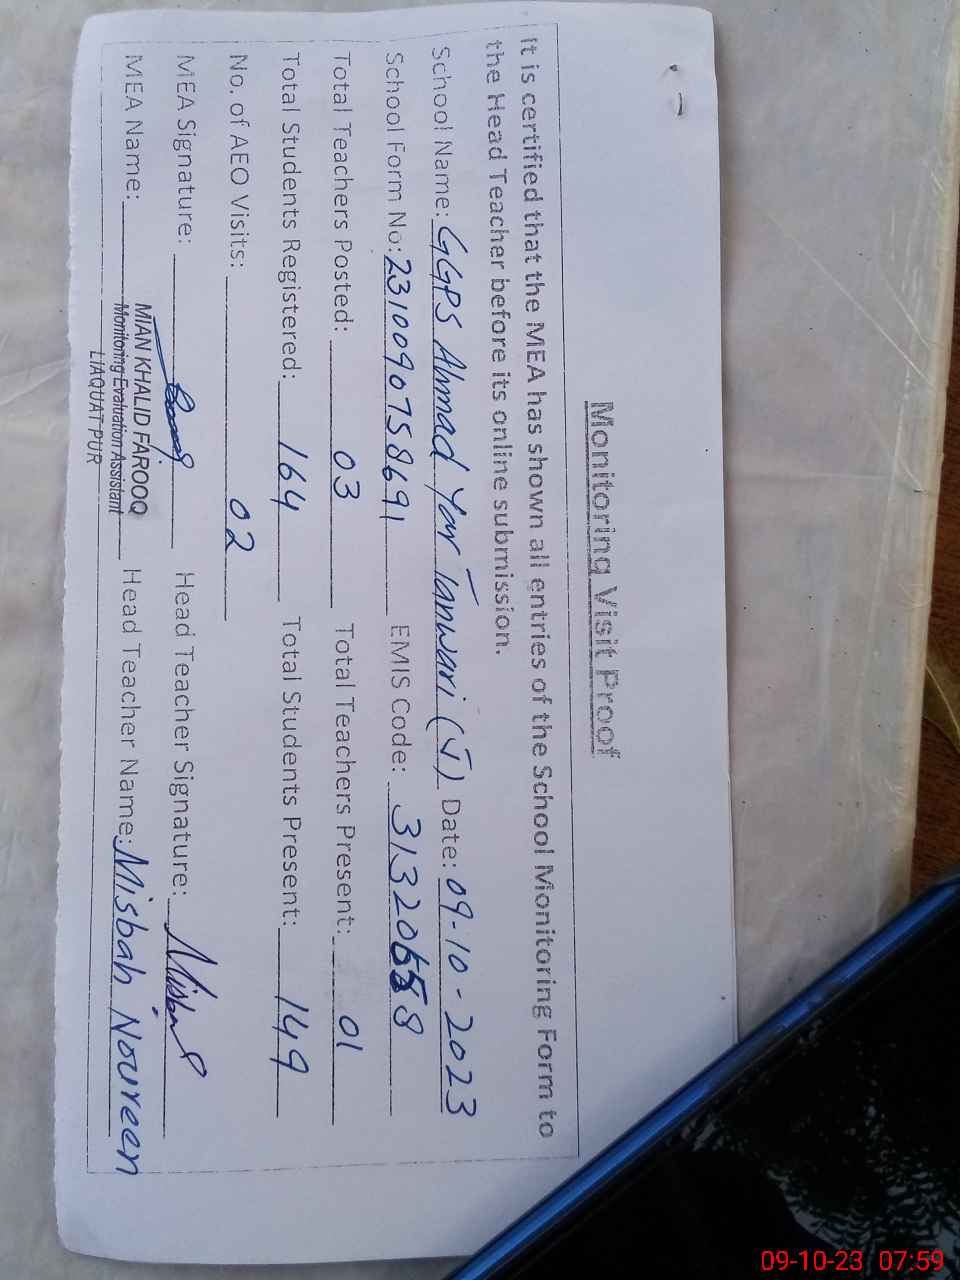 Monitoring Visit Proof
It is certified that the MEA has shown all entries of the School Monitoring Form to
the Head Teacher before its online submission.
School Name: GGPS Ahmad Yar Tanwari (J) Date: 09-10-2023
School Form No: 2310090758691 EMIS Code: 313206
Total Teachers Posted: 03 Total Teachers Present: 01
Total Students Registered: 164 Total Students Present: 149
No. of AEO Visits: 02
MEA Signature: Head Teacher Signature: Misbah
MEA Name: MIAN KHALID FAROOQ Head Teacher Name: Misbah Noureen
Monitoring Evaluation Assistant
LIAQUATPUR
09-10-23 07:59